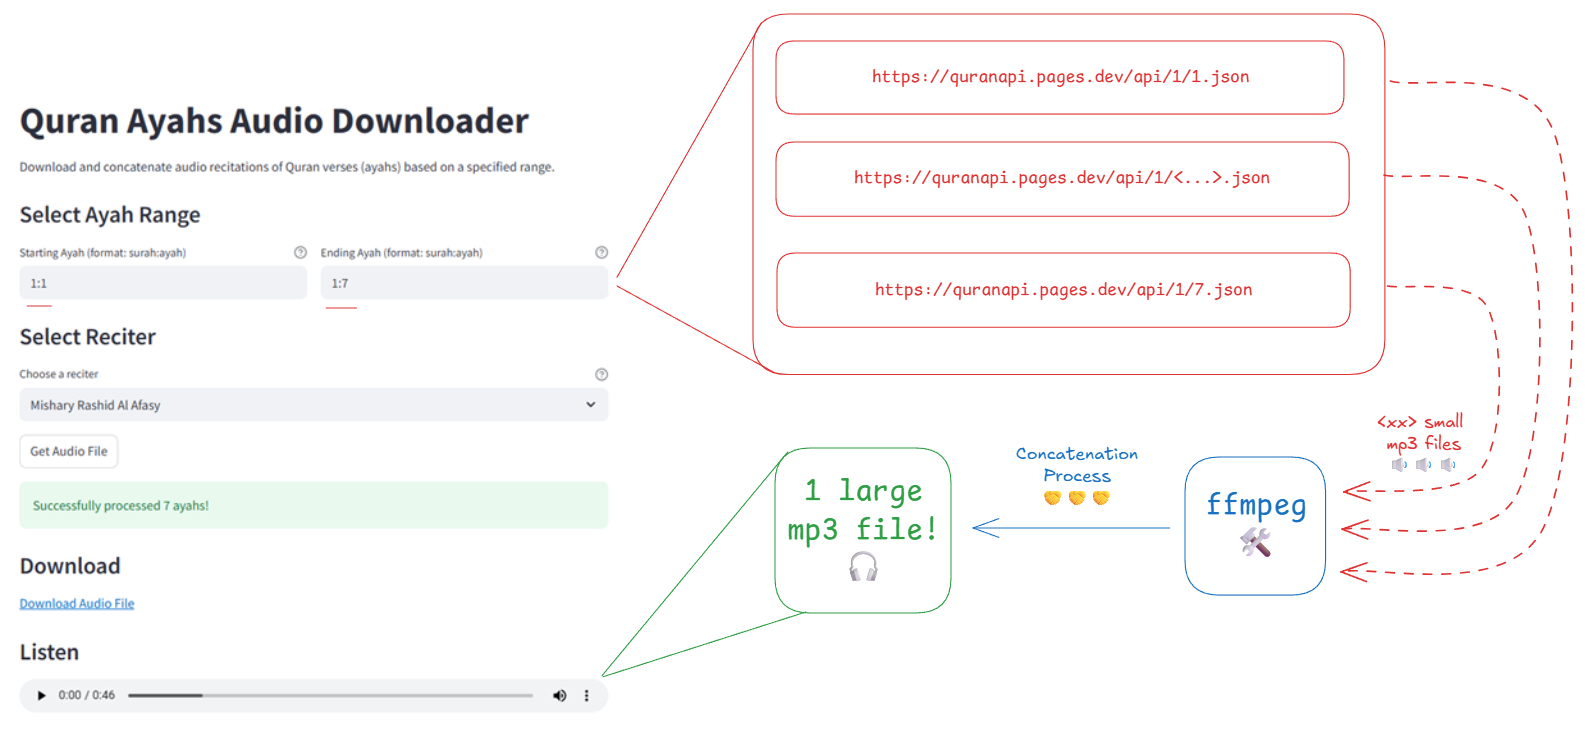 Quran Ayahs Audio Downloader
Download and concatenate audio recitations of Quran verses (ayahs) based on a specified range.
Select Ayah Range
Starting Ayah (format: surah:ayah)
Ending Ayah (format: surah:ayah)
1:1
1:7
Select Reciter
Choose a reciter
Mishary Rashid Al Afasy
Get Audio File
Successfully processed 7 ayahs!
Download
Download Audio File
Listen
0:00 / 0:46
https://quranapi.pages.dev/api/1/1.json
https://quranapi.pages.dev/api/1/<...>.json
https://quranapi.pages.dev/api/1/7.json
<xx> small
mp3 files
ffmpeg
Concatenation
Process
1 large
mp3 file!